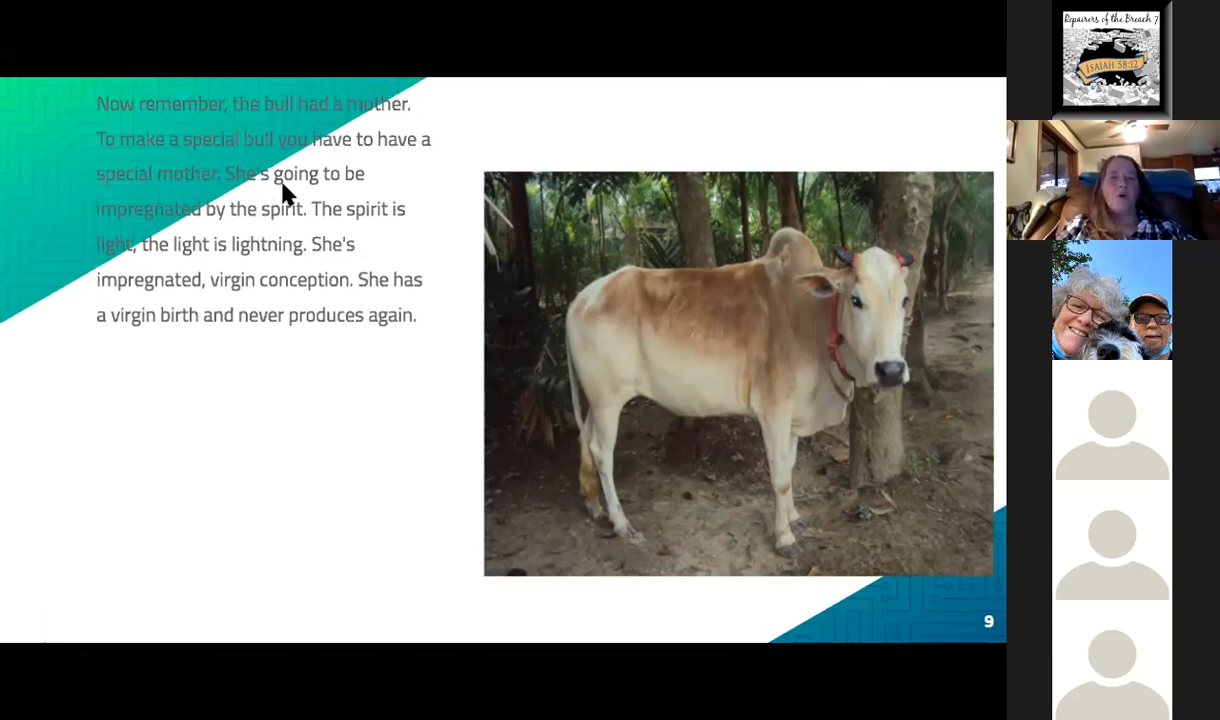 Now remember, the bull had a mother.
To make a special bull you have to have a
special mother. She's going to be
impregnated by the spirit. The spirit is
light, the light is lightning. She's
impregnated, virgin conception. She has
a virgin birth and never produces again.
9
Repairers of the Breach 7
ISAIAH 58:12